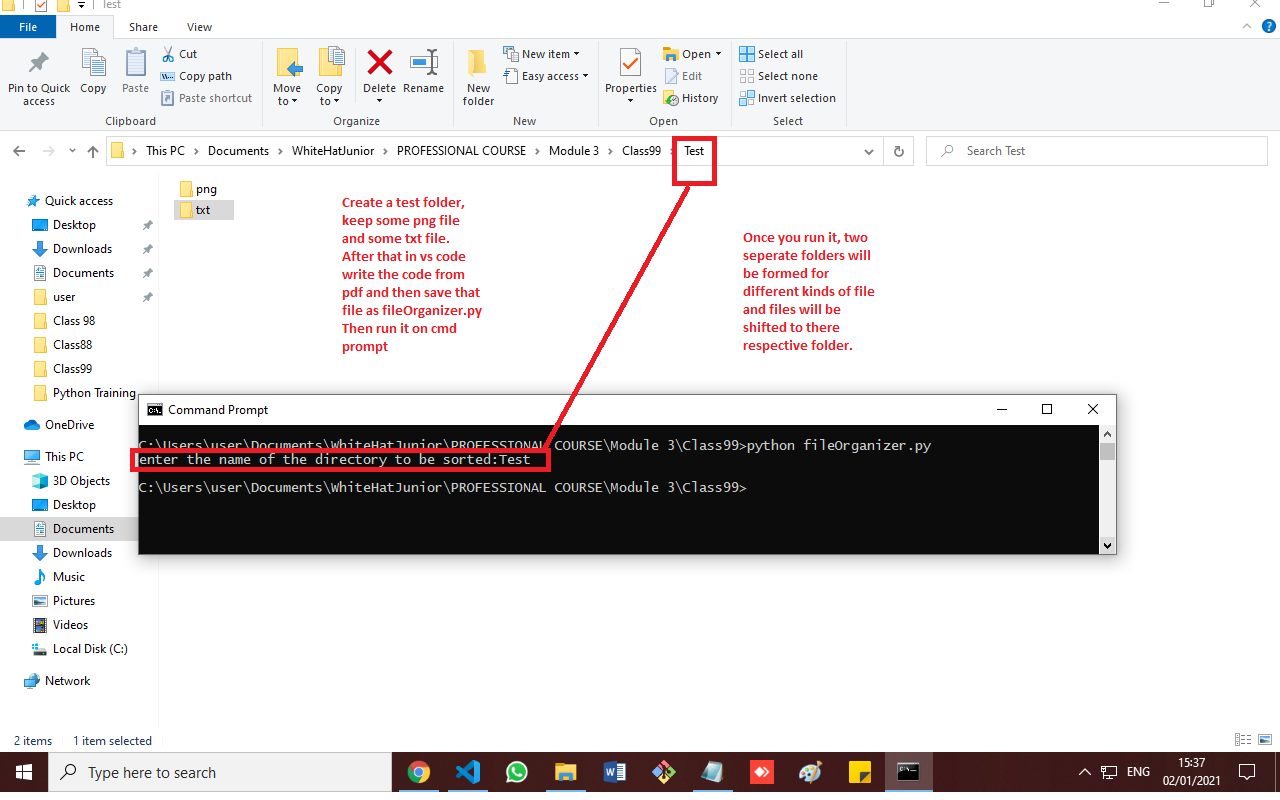 Test
File Home Share View
Pin to Quick access
Copy
Paste
Cut
Copy path
Paste shortcut
Clipboard
Move to
Copy to
Delete
Rename
Organize
New folder
New item
Easy access
New
Properties
Open
Edit
History
Open
Select all
Select none
Invert selection
Select
This PC > Documents > WhiteHatJunior > PROFESSIONAL COURSE > Module 3 > Class99 > Test
Search Test
Quick access
Desktop
Downloads
Documents
user
Class 98
Class88
Class99
Python Training
OneDrive
This PC
3D Objects
Desktop
Documents
Downloads
Music
Pictures
Videos
Local Disk (C:)
Network
png
txt
Create a test folder,
keep some png file
and some txt file.
After that in vs code
write the code from
pdf and then save that
file as fileOrganizer.py
Then run it on cmd
prompt
Once you run it, two
seperate folders will
be formed for
different kinds of file
and files will be
shifted to there
respective folder.
Command Prompt
C:\Users\user\Documents\WhiteHatJunior\PROFESSIONAL COURSE\Module 3\Class99>python fileOrganizer.py
enter the name of the directory to be sorted:Test
C:\Users\user\Documents\WhiteHatJunior\PROFESSIONAL COURSE\Module 3\Class99>
2 items 1 item selected
Type here to search
ENG
15:37
02/01/2021